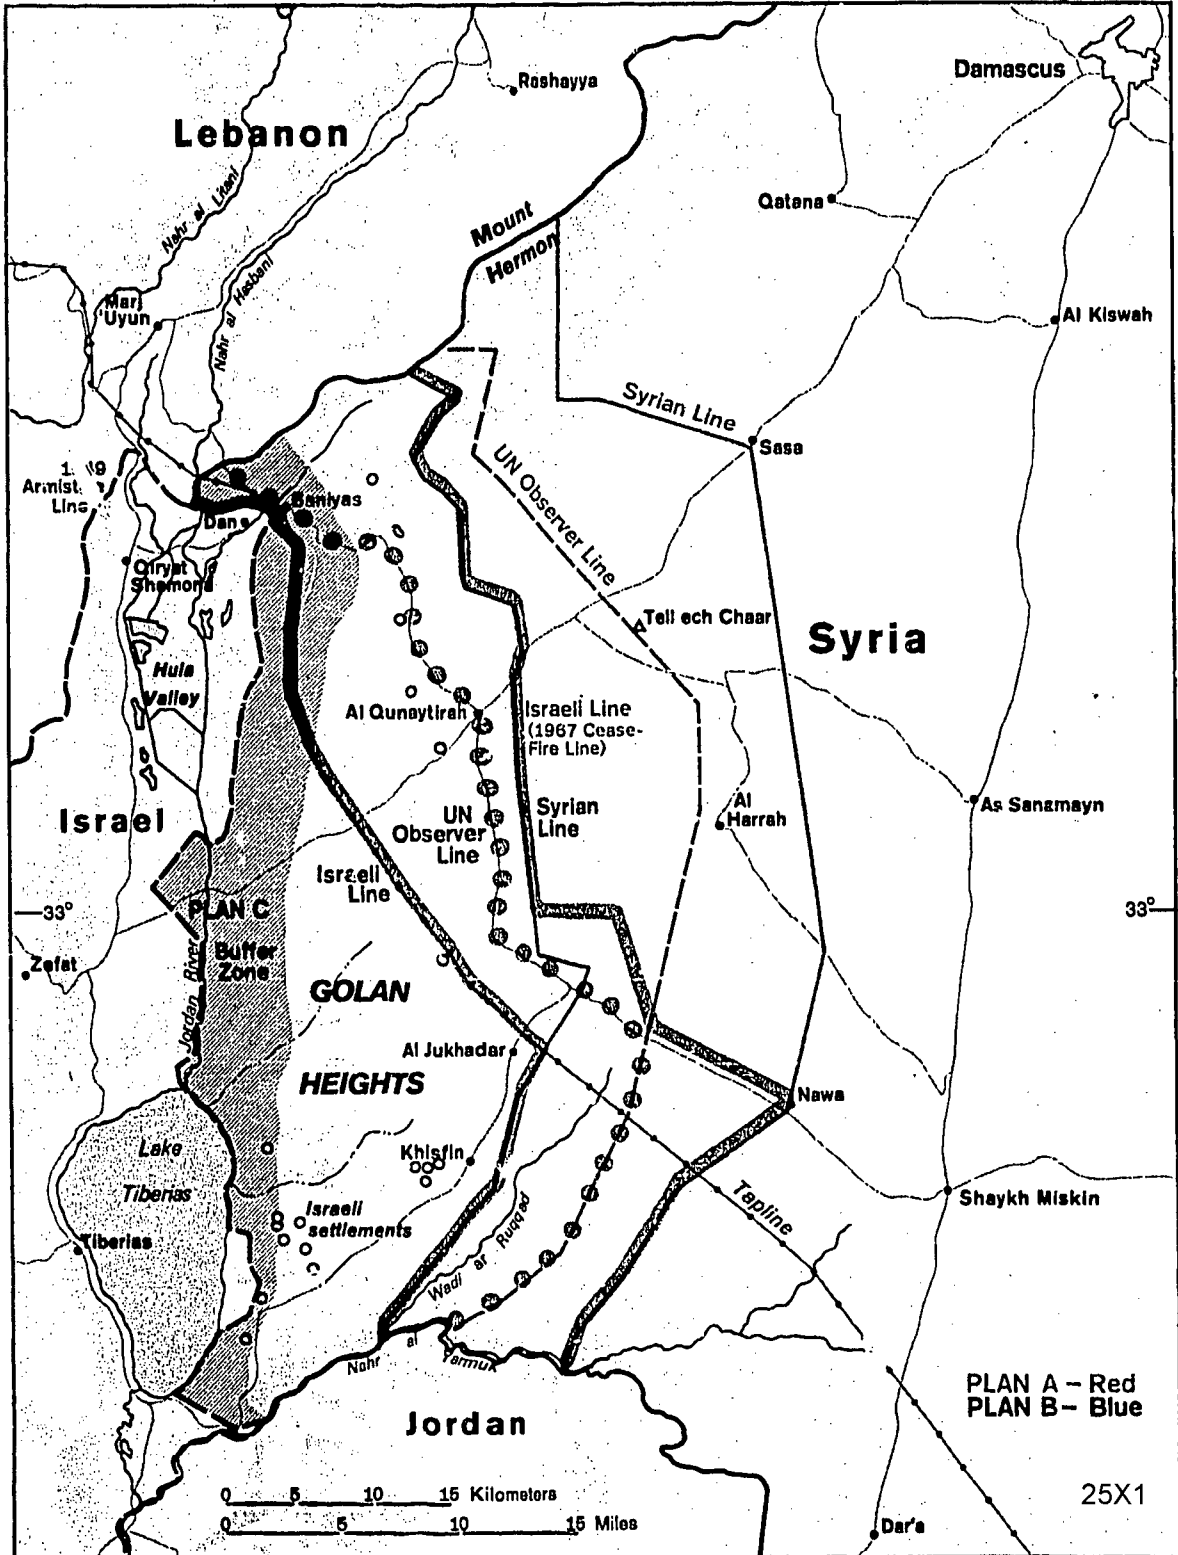 Damascus
Rashayya
Lebanon
Nahr al Litani
Qatana
Mount
Hermon
Nahr al Hasbani
Marj
'Uyun
Al Kiswah
Syrian Line
Sasa
UN Observer Line
Armist.
Line
Baniyas
Dan
Qiryat
Shemona
Tell ech Chaar
Syria
Hula
Valley
Al Qunaytirah
Israeli Line
(1967 Cease-
Fire Line)
Al
Harrah
As Sanamayn
Israel
UN
Observer
Line
Syrian
Line
Israeli
Line
33°
33°
PLAN C
Buffer
Zone
Zefat
Jordan River
GOLAN
Al Jukhadar
HEIGHTS
Nawa
Lake
Tiberias
Khisfin
Israeli
settlements
Tiberias
Wadi ar Ruqqad
Tapline
Shaykh Miskin
Nahr al Yarmuk
Jordan
PLAN A – Red
PLAN B – Blue
0 5 10 15 Kilometers
0 5 10 15 Miles
25X1
Dar'a